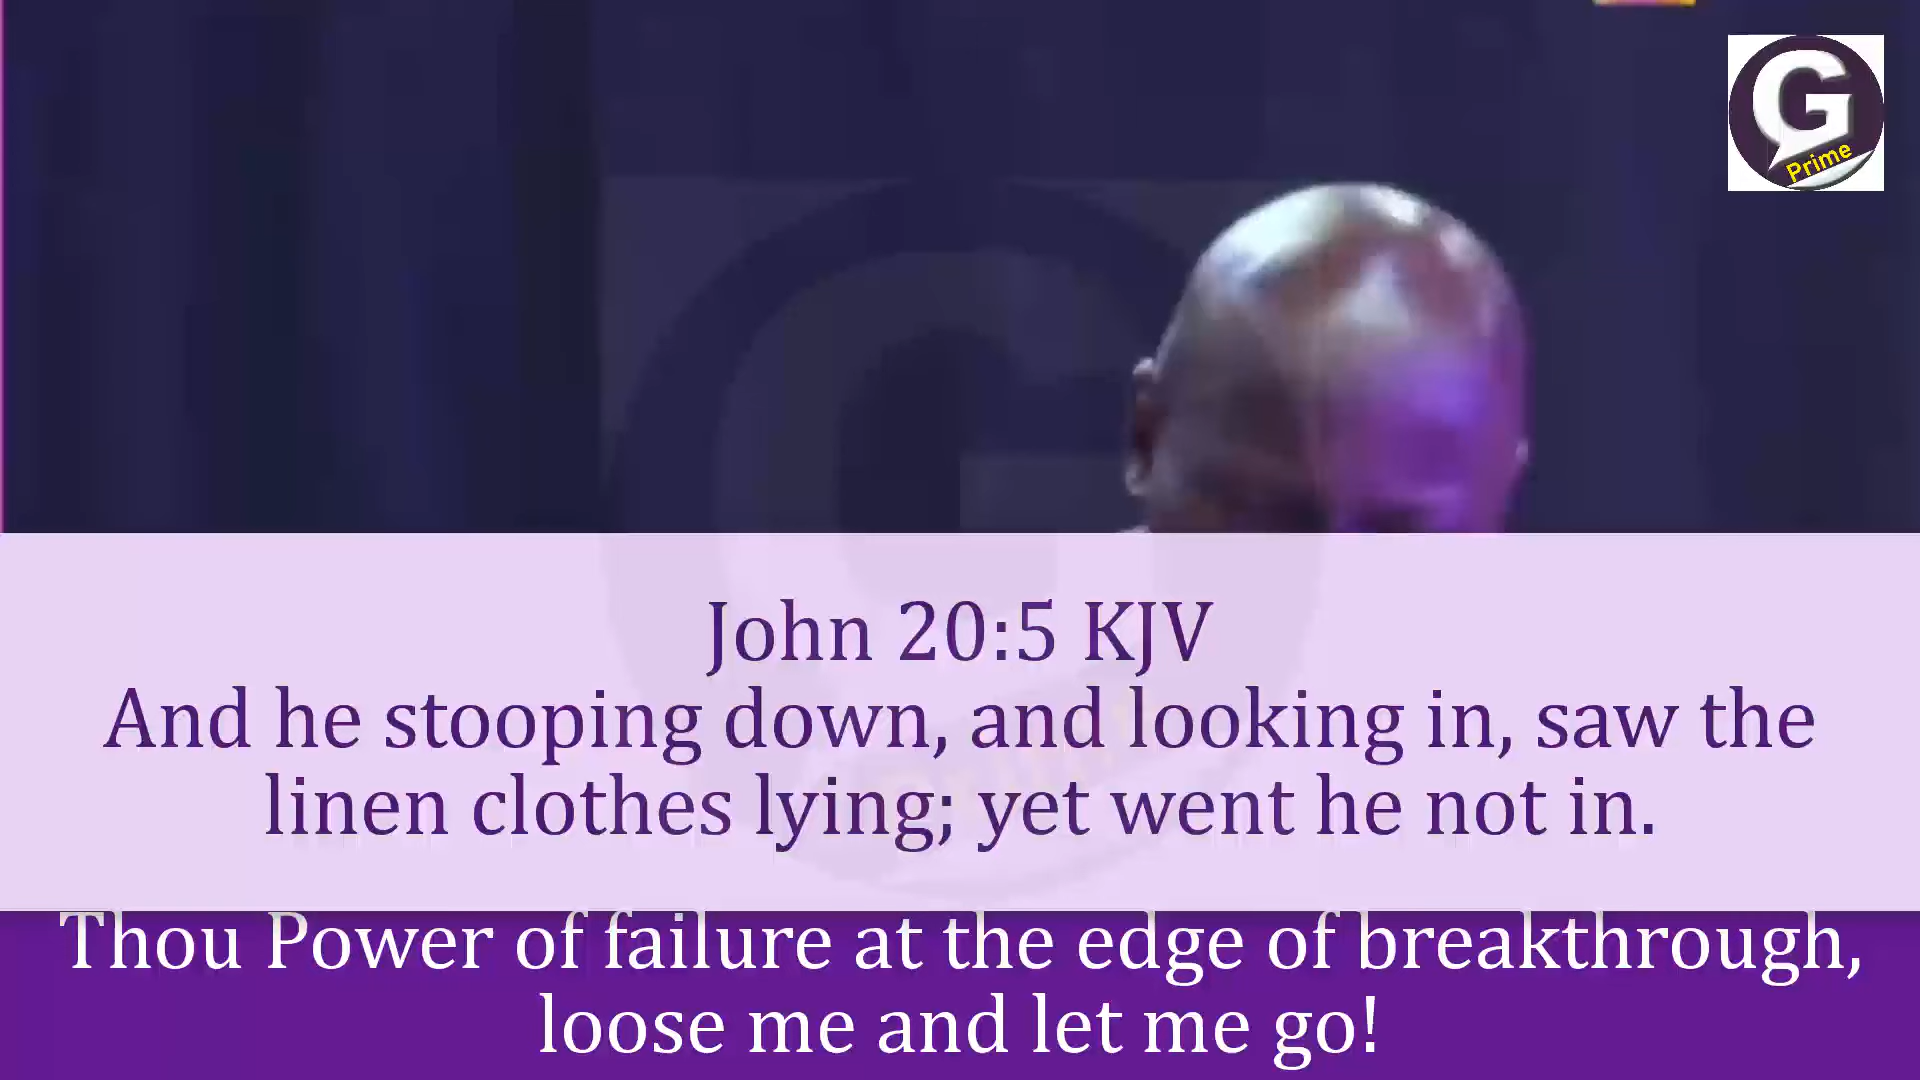 G
Prime
John 20:5 KJV
And he stooping down, and looking in, saw the
linen clothes lying; yet went he not in.
Thou Power of failure at the edge of breakthrough,
loose me and let me go!